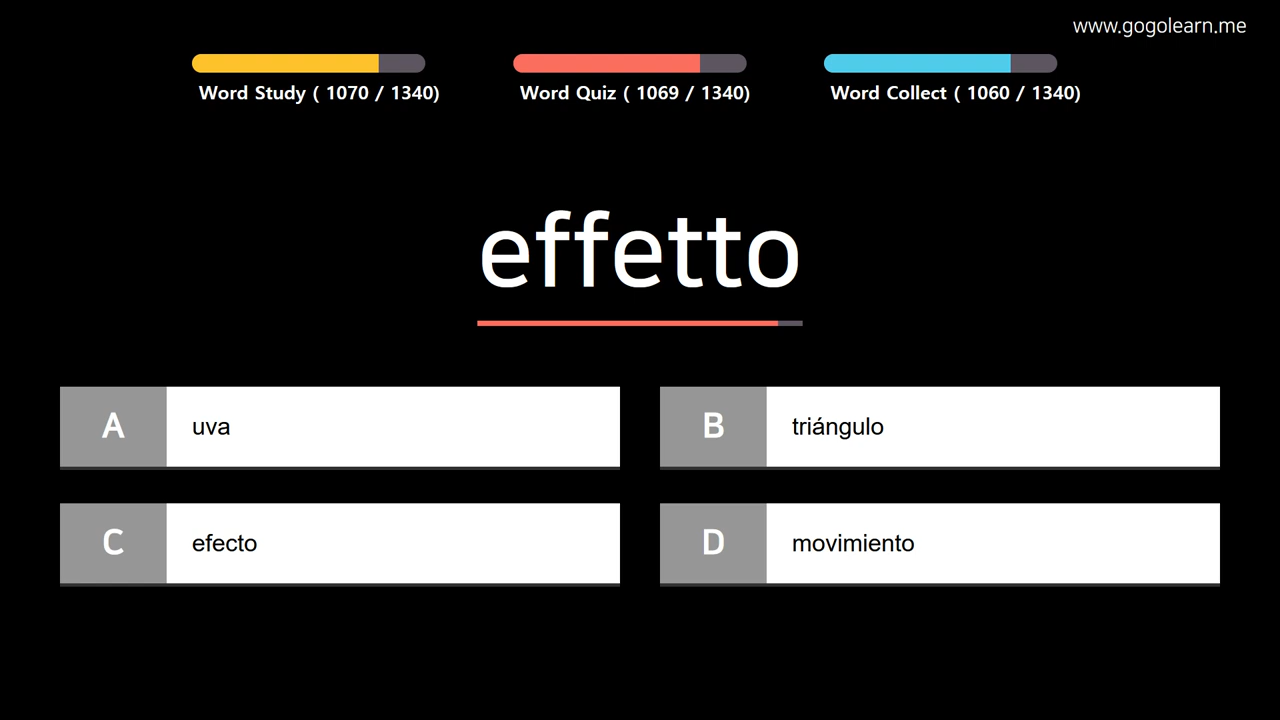 www.gogolearn.me
Word Study ( 1070 / 1340)
Word Quiz ( 1069 / 1340)
Word Collect ( 1060 / 1340)
effetto
A uva
B triángulo
C efecto
D movimiento